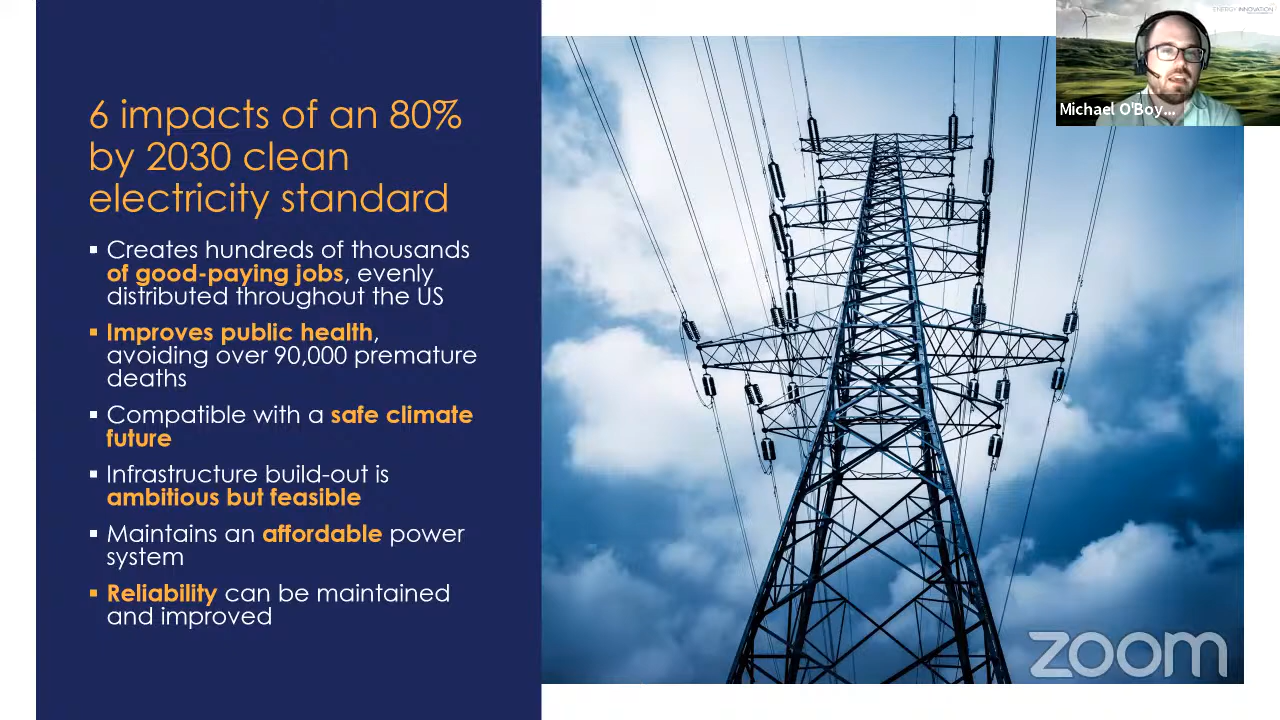 6 impacts of an 80%
by 2030 clean
electricity standard
▪ Creates hundreds of thousands
of good-paying jobs, evenly
distributed throughout the US
▪ Improves public health,
avoiding over 90,000 premature
deaths
▪ Compatible with a safe climate
future
▪ Infrastructure build-out is
ambitious but feasible
▪ Maintains an affordable power
system
▪ Reliability can be maintained
and improved
ENERGY INNOVATION
Michael O'Boy...
zoom